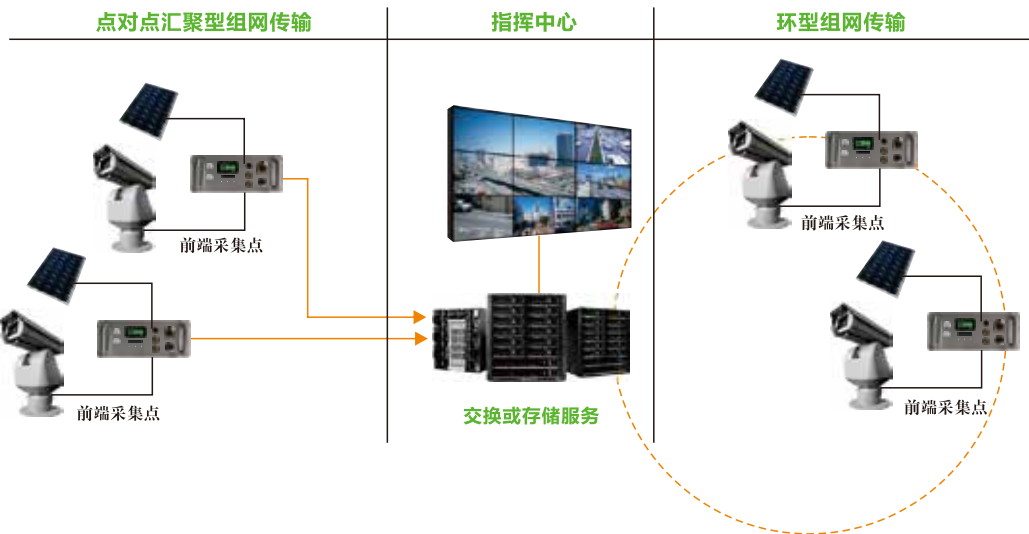 点对点汇聚型组网传输
指挥中心
环型组网传输
前端采集点
前端采集点
交换或存储服务
前端采集点
前端采集点